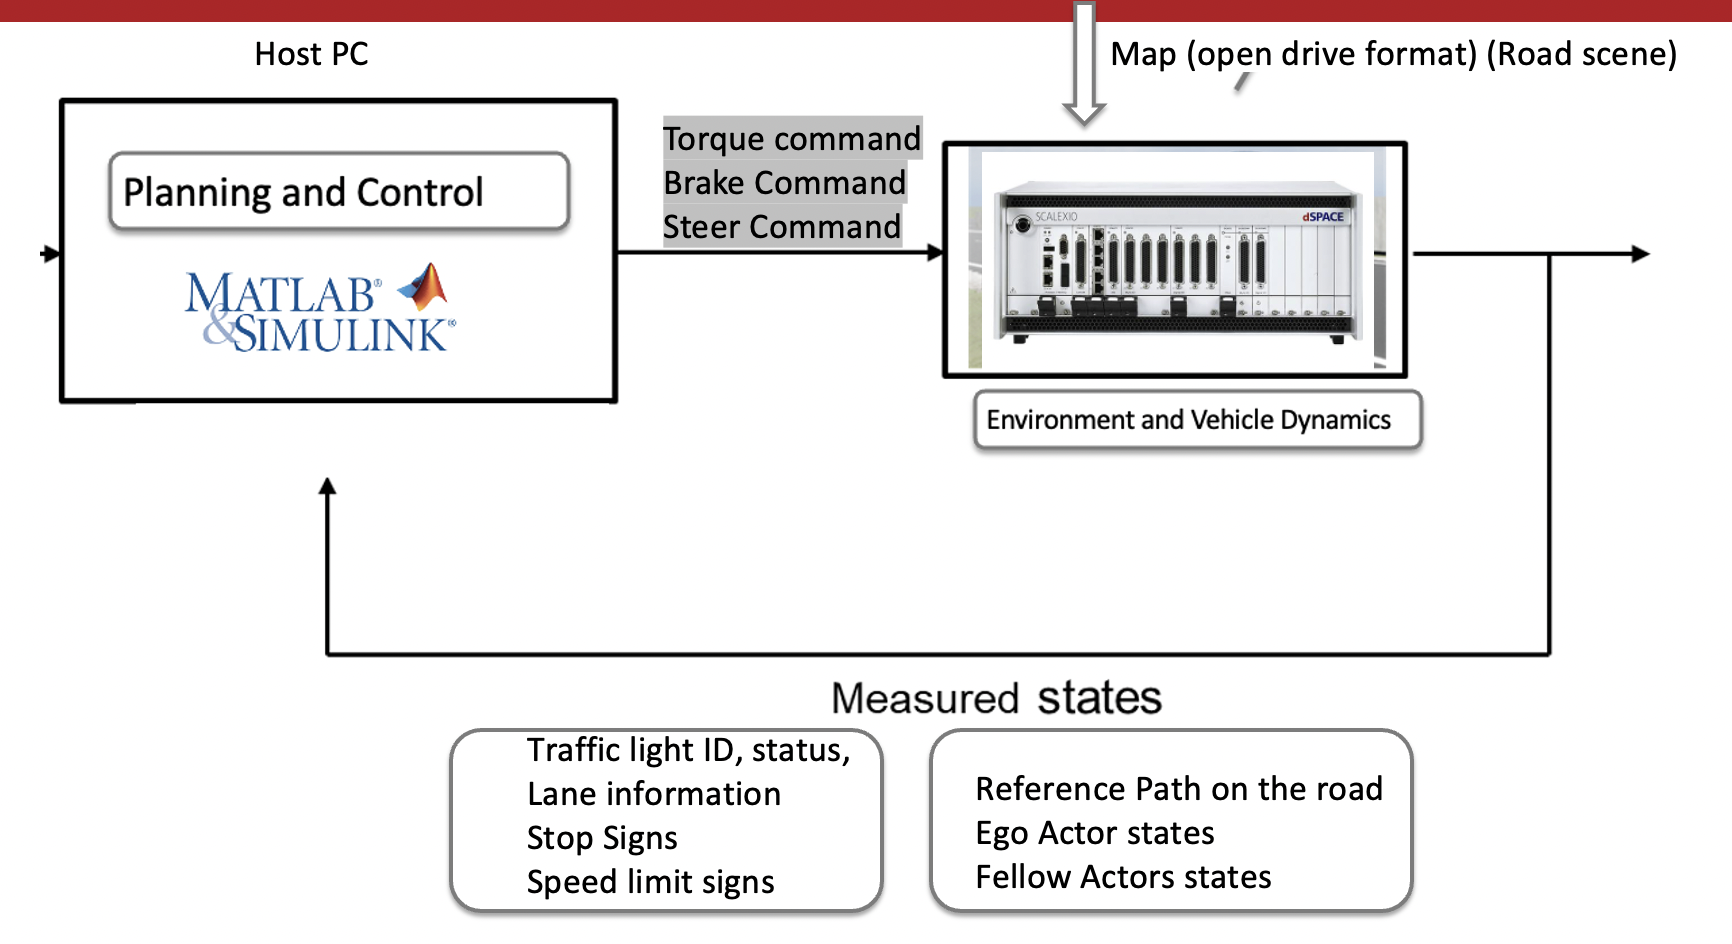 Host PC
Map (open drive format) (Road scene)
Planning and Control
MATLAB®
&SIMULINK®
Torque command
Brake Command
Steer Command
SCALEXIO
dSPACE
Environment and Vehicle Dynamics
Measured states
Traffic light ID, status,
Lane information
Stop Signs
Speed limit signs
Reference Path on the road
Ego Actor states
Fellow Actors states